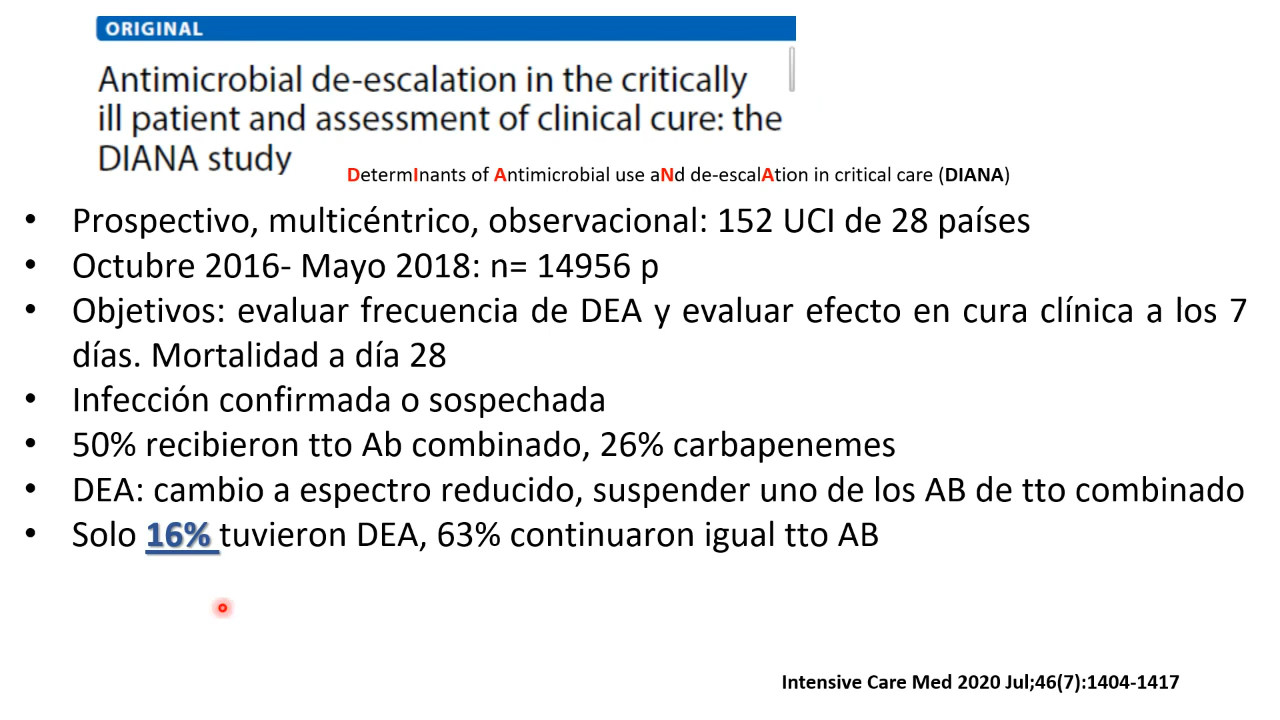 ORIGINAL
Antimicrobial de-escalation in the critically
ill patient and assessment of clinical cure: the
DIANA study
DetermInants of Antimicrobial use aNd de-escalAtion in critical care (DIANA)
• Prospectivo, multicéntrico, observacional: 152 UCI de 28 países
• Octubre 2016- Mayo 2018: n= 14956 p
• Objetivos: evaluar frecuencia de DEA y evaluar efecto en cura clínica a los 7
días. Mortalidad a día 28
• Infección confirmada o sospechada
• 50% recibieron tto Ab combinado, 26% carbapenemes
• DEA: cambio a espectro reducido, suspender uno de los AB de tto combinado
• Solo 16% tuvieron DEA, 63% continuaron igual tto AB
Intensive Care Med 2020 Jul;46(7):1404-1417